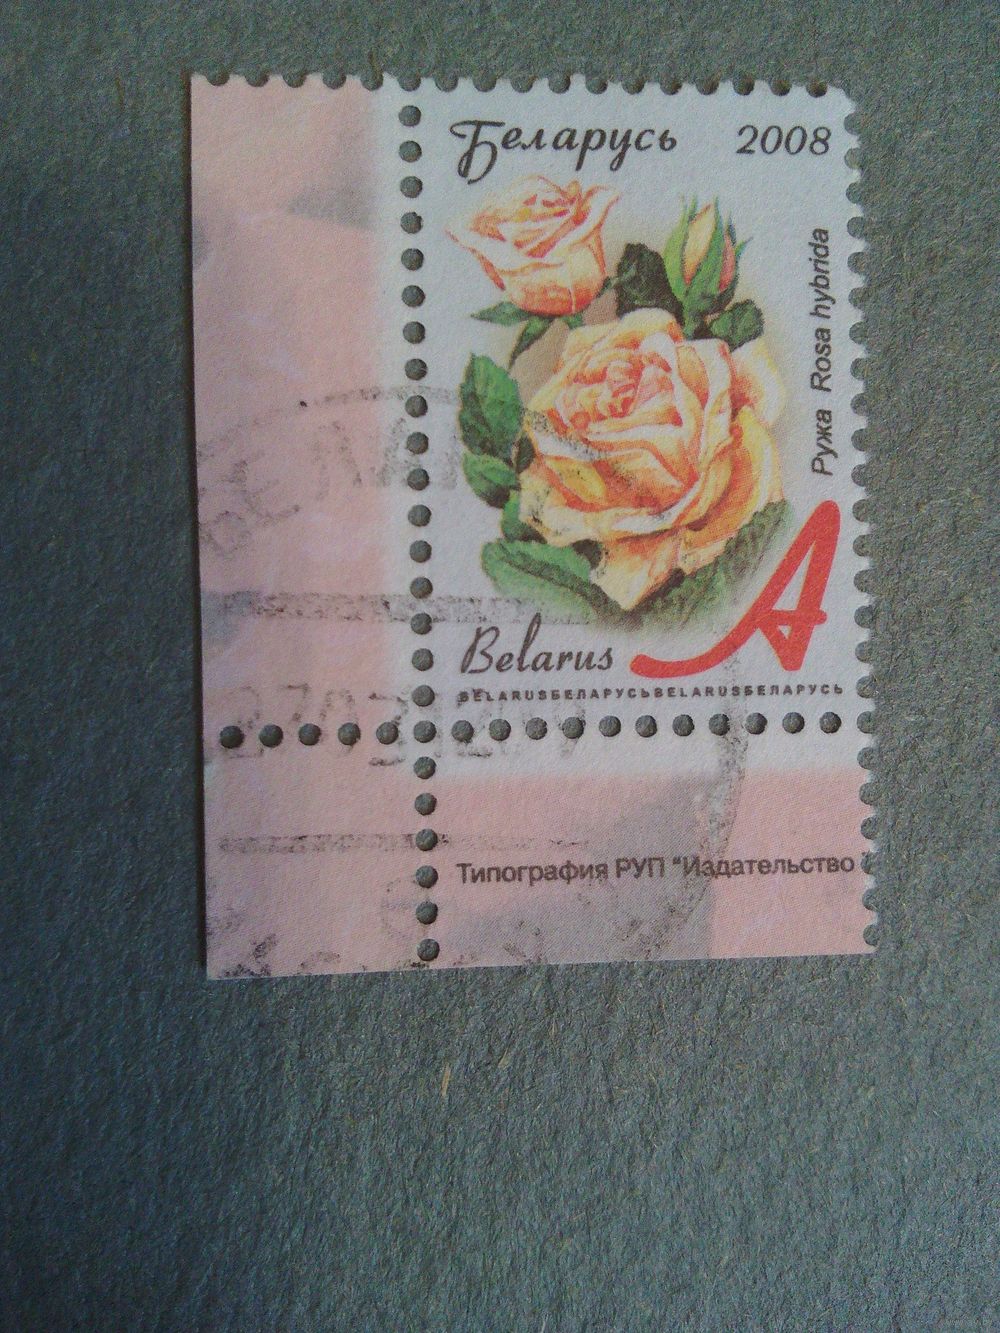 Беларусь 2008
Ружа Rosa hybrida
A
Belarus
BELARUSБЕЛАРУСЬBELARUSБЕЛАРУСЬ
Типография РУП "Издательство